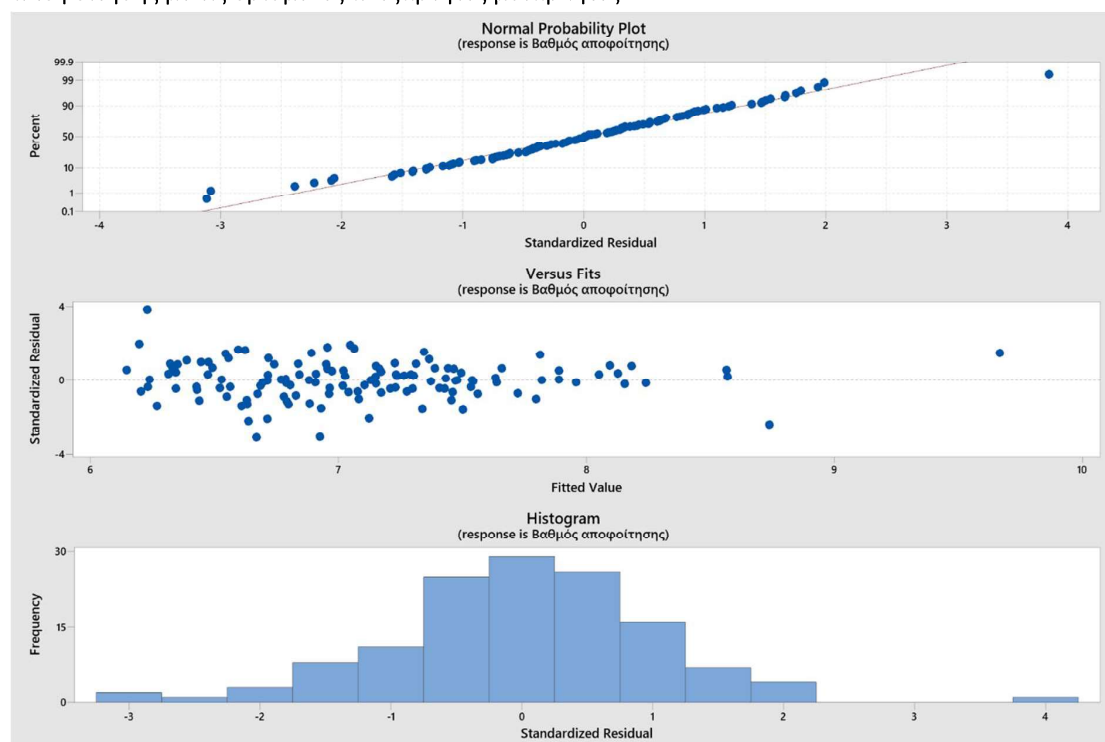 Normal Probability Plot
(response is Βαθμός αποφοίτησης)
99.9
99
90
50
10
1
0.1
Percent
-4 -3 -2 -1 0 1 2 3 4
Standardized Residual
Versus Fits
(response is Βαθμός αποφοίτησης)
4
0
-4
Standardized Residual
6 7 8 9 10
Fitted Value
Histogram
(response is Βαθμός αποφοίτησης)
30
15
0
Frequency
-3 -2 -1 0 1 2 3 4
Standardized Residual